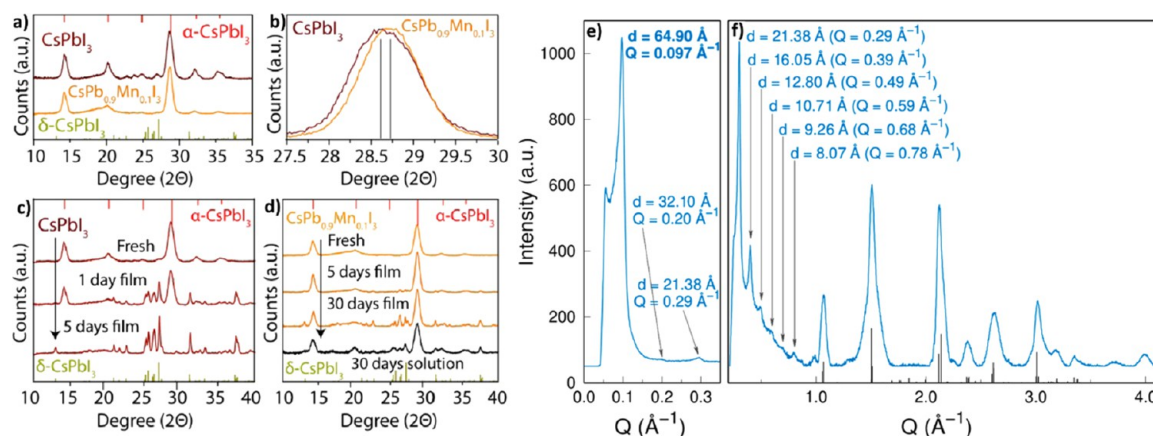 a)
α-CsPbI₃
CsPbI₃
CsPb₀.₉Mn₀.₁I₃
δ-CsPbI₃
Counts (a.u.)
10 15 20 25 30 35
Degree (2Θ)
b)
CsPbI₃
CsPb₀.₉Mn₀.₁I₃
Counts (a.u.)
27.5 28 28.5 29 29.5 30
Degree (2Θ)
c)
α-CsPbI₃
CsPbI₃
Fresh
1 day film
5 days film
δ-CsPbI₃
Counts (a.u.)
10 15 20 25 30 35 40
Degree (2Θ)
d)
CsPb₀.₉Mn₀.₁I₃
α-CsPbI₃
Fresh
5 days film
30 days film
30 days solution
δ-CsPbI₃
Counts (a.u.)
10 15 20 25 30 35 40
Degree (2Θ)
e)
d = 64.90 Å
Q = 0.097 Å⁻¹
d = 32.10 Å
Q = 0.20 Å⁻¹
d = 21.38 Å
Q = 0.29 Å⁻¹
1000
800
600
400
200
0
Intensity (a.u.)
0.0 0.1 0.2 0.3
Q (Å⁻¹)
f)
d = 21.38 Å (Q = 0.29 Å⁻¹)
d = 16.05 Å (Q = 0.39 Å⁻¹)
d = 12.80 Å (Q = 0.49 Å⁻¹)
d = 10.71 Å (Q = 0.59 Å⁻¹)
d = 9.26 Å (Q = 0.68 Å⁻¹)
d = 8.07 Å (Q = 0.78 Å⁻¹)
1.0 2.0 3.0 4.0
Q (Å⁻¹)